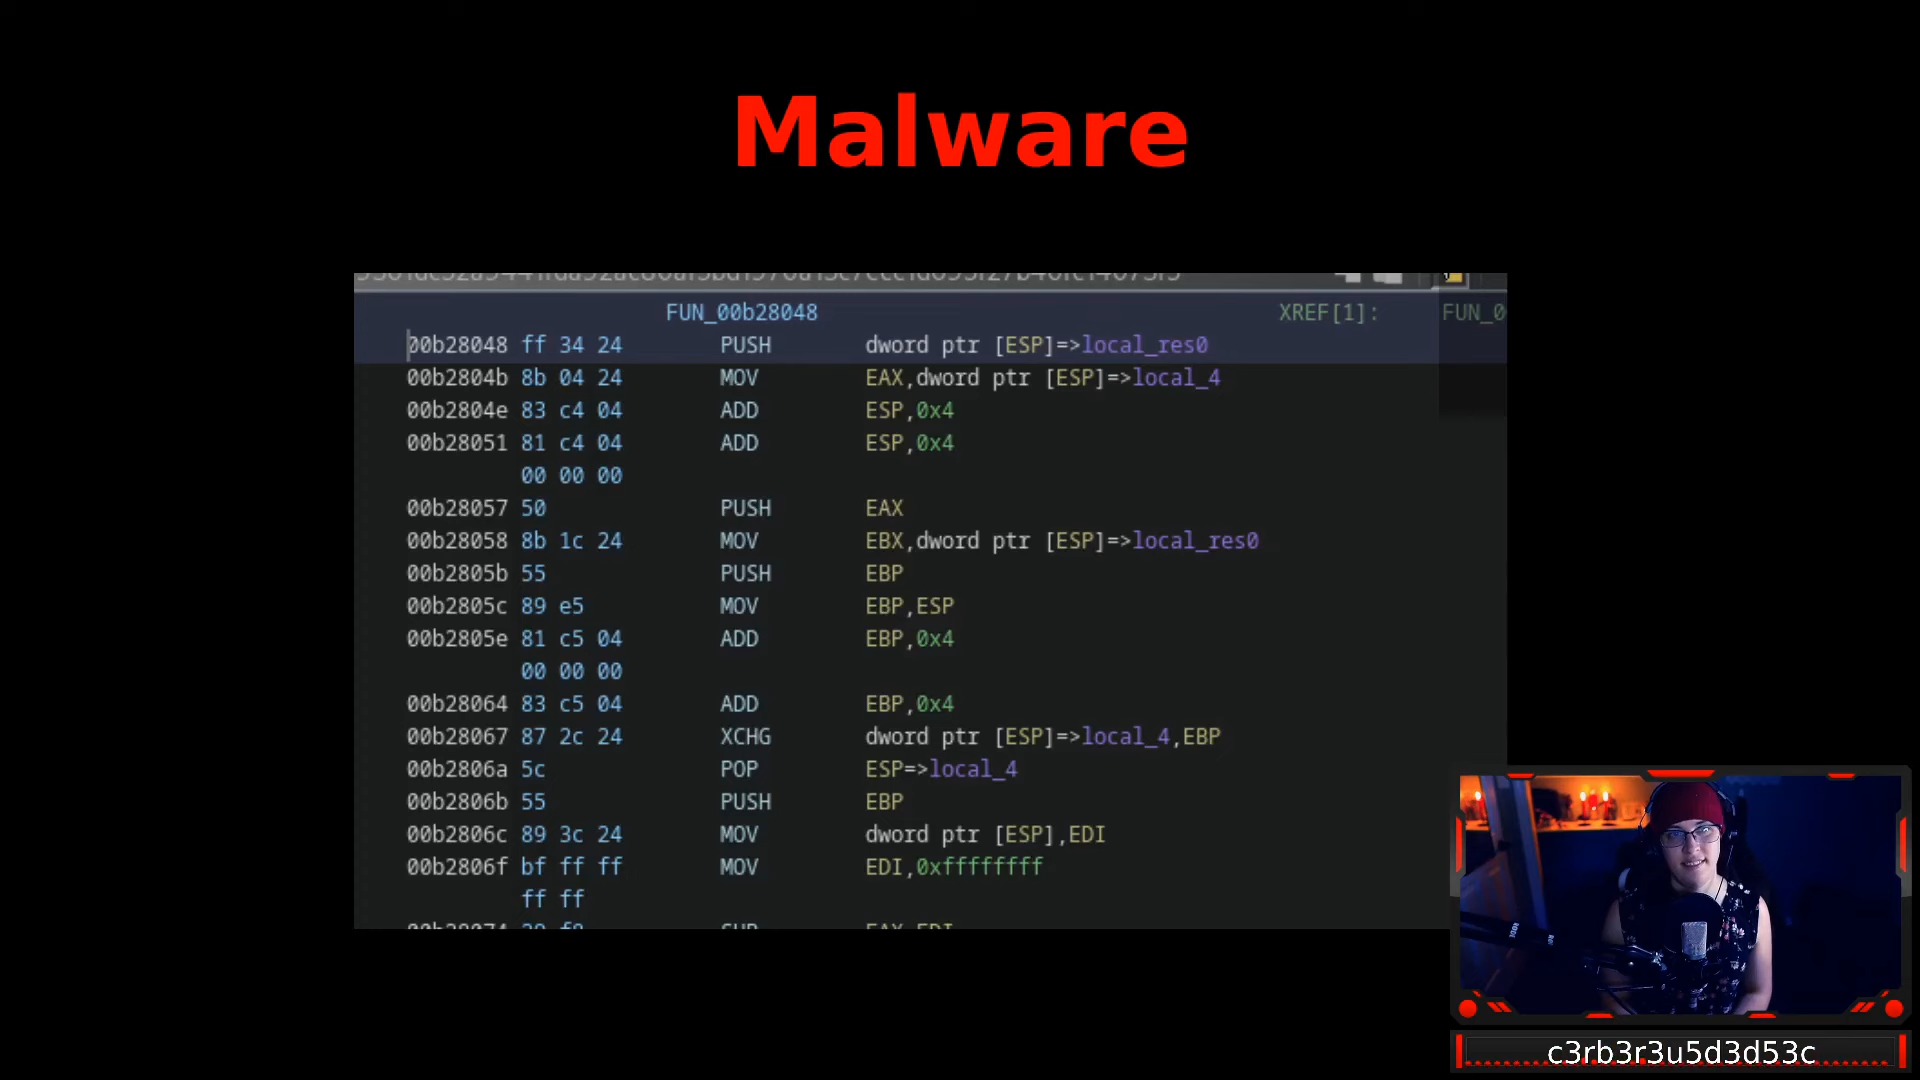 Malware
FUN_00b28048 XREF[1]: FUN_0
00b28048 ff 34 24 PUSH dword ptr [ESP]=>local_res0
00b2804b 8b 04 24 MOV EAX,dword ptr [ESP]=>local_4
00b2804e 83 c4 04 ADD ESP,0x4
00b28051 81 c4 04 ADD ESP,0x4
00 00 00
00b28057 50 PUSH EAX
00b28058 8b 1c 24 MOV EBX,dword ptr [ESP]=>local_res0
00b2805b 55 PUSH EBP
00b2805c 89 e5 MOV EBP,ESP
00b2805e 81 c5 04 ADD EBP,0x4
00 00 00
00b28064 83 c5 04 ADD EBP,0x4
00b28067 87 2c 24 XCHG dword ptr [ESP]=>local_4,EBP
00b2806a 5c POP ESP=>local_4
00b2806b 55 PUSH EBP
00b2806c 89 3c 24 MOV dword ptr [ESP],EDI
00b2806f bf ff ff MOV EDI,0xffffffff
ff ff
c3rb3r3u5d3d53c